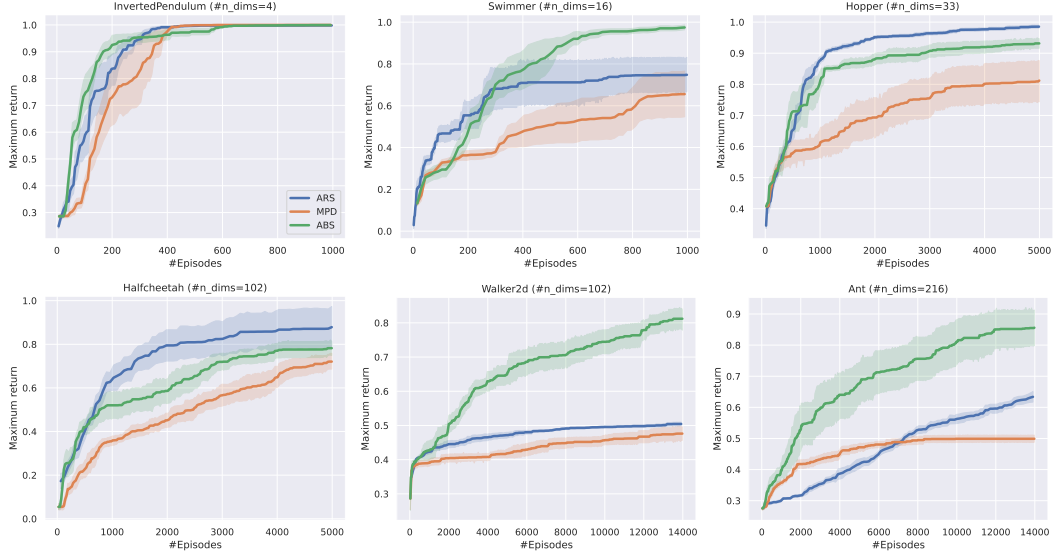 InvertedPendulum (#n_dims=4)
Maximum return
1.0
0.9
0.8
0.7
0.6
0.5
0.4
0.3
0 200 400 600 800 1000
#Episodes
ARS
MPD
ABS
Swimmer (#n_dims=16)
Maximum return
1.0
0.8
0.6
0.4
0.2
0.0
0 200 400 600 800 1000
#Episodes
Hopper (#n_dims=33)
Maximum return
1.0
0.9
0.8
0.7
0.6
0.5
0.4
0 1000 2000 3000 4000 5000
#Episodes
Halfcheetah (#n_dims=102)
Maximum return
1.0
0.8
0.6
0.4
0.2
0.0
0 1000 2000 3000 4000 5000
#Episodes
Walker2d (#n_dims=102)
Maximum return
0.8
0.7
0.6
0.5
0.4
0.3
0 2000 4000 6000 8000 10000 12000 14000
#Episodes
Ant (#n_dims=216)
Maximum return
0.9
0.8
0.7
0.6
0.5
0.4
0.3
0 2000 4000 6000 8000 10000 12000 14000
#Episodes